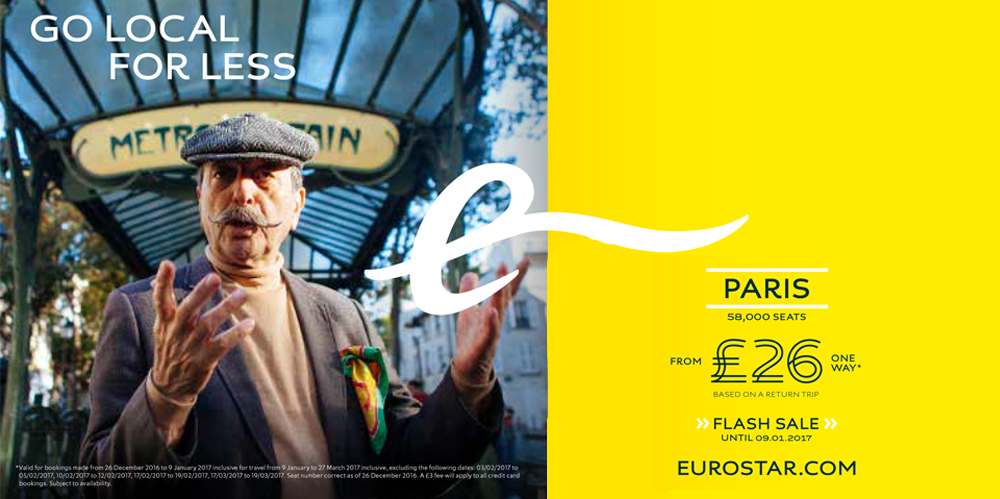 GO LOCAL
FOR LESS
METRO
AIN
*Valid for bookings made from 26 December 2016 to 9 January 2017 inclusive for travel from 9 January to 27 March 2017 inclusive, excluding the following dates: 03/02/2017 to
05/02/2017, 10/02/2017 to 12/02/2017, 17/02/2017 to 19/02/2017, 17/03/2017 to 19/03/2017. Seat number correct as of 26 December 2016. A £3 fee will apply to all credit card
bookings. Subject to availability.
e
PARIS
58,000 SEATS
FROM £26 ONE
WAY*
BASED ON A RETURN TRIP
» FLASH SALE »
UNTIL 09.01.2017
EUROSTAR.COM